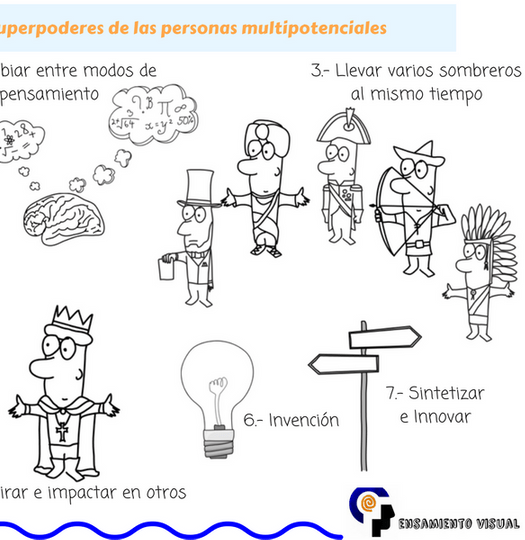 uperpoderes de las personas multipotenciales
biar entre modos de
pensamiento
3.- Llevar varios sombreros
al mismo tiempo
6.- Invención
7.- Sintetizar
e Innovar
irar e impactar en otros
ENSAMIENTO VISUAL